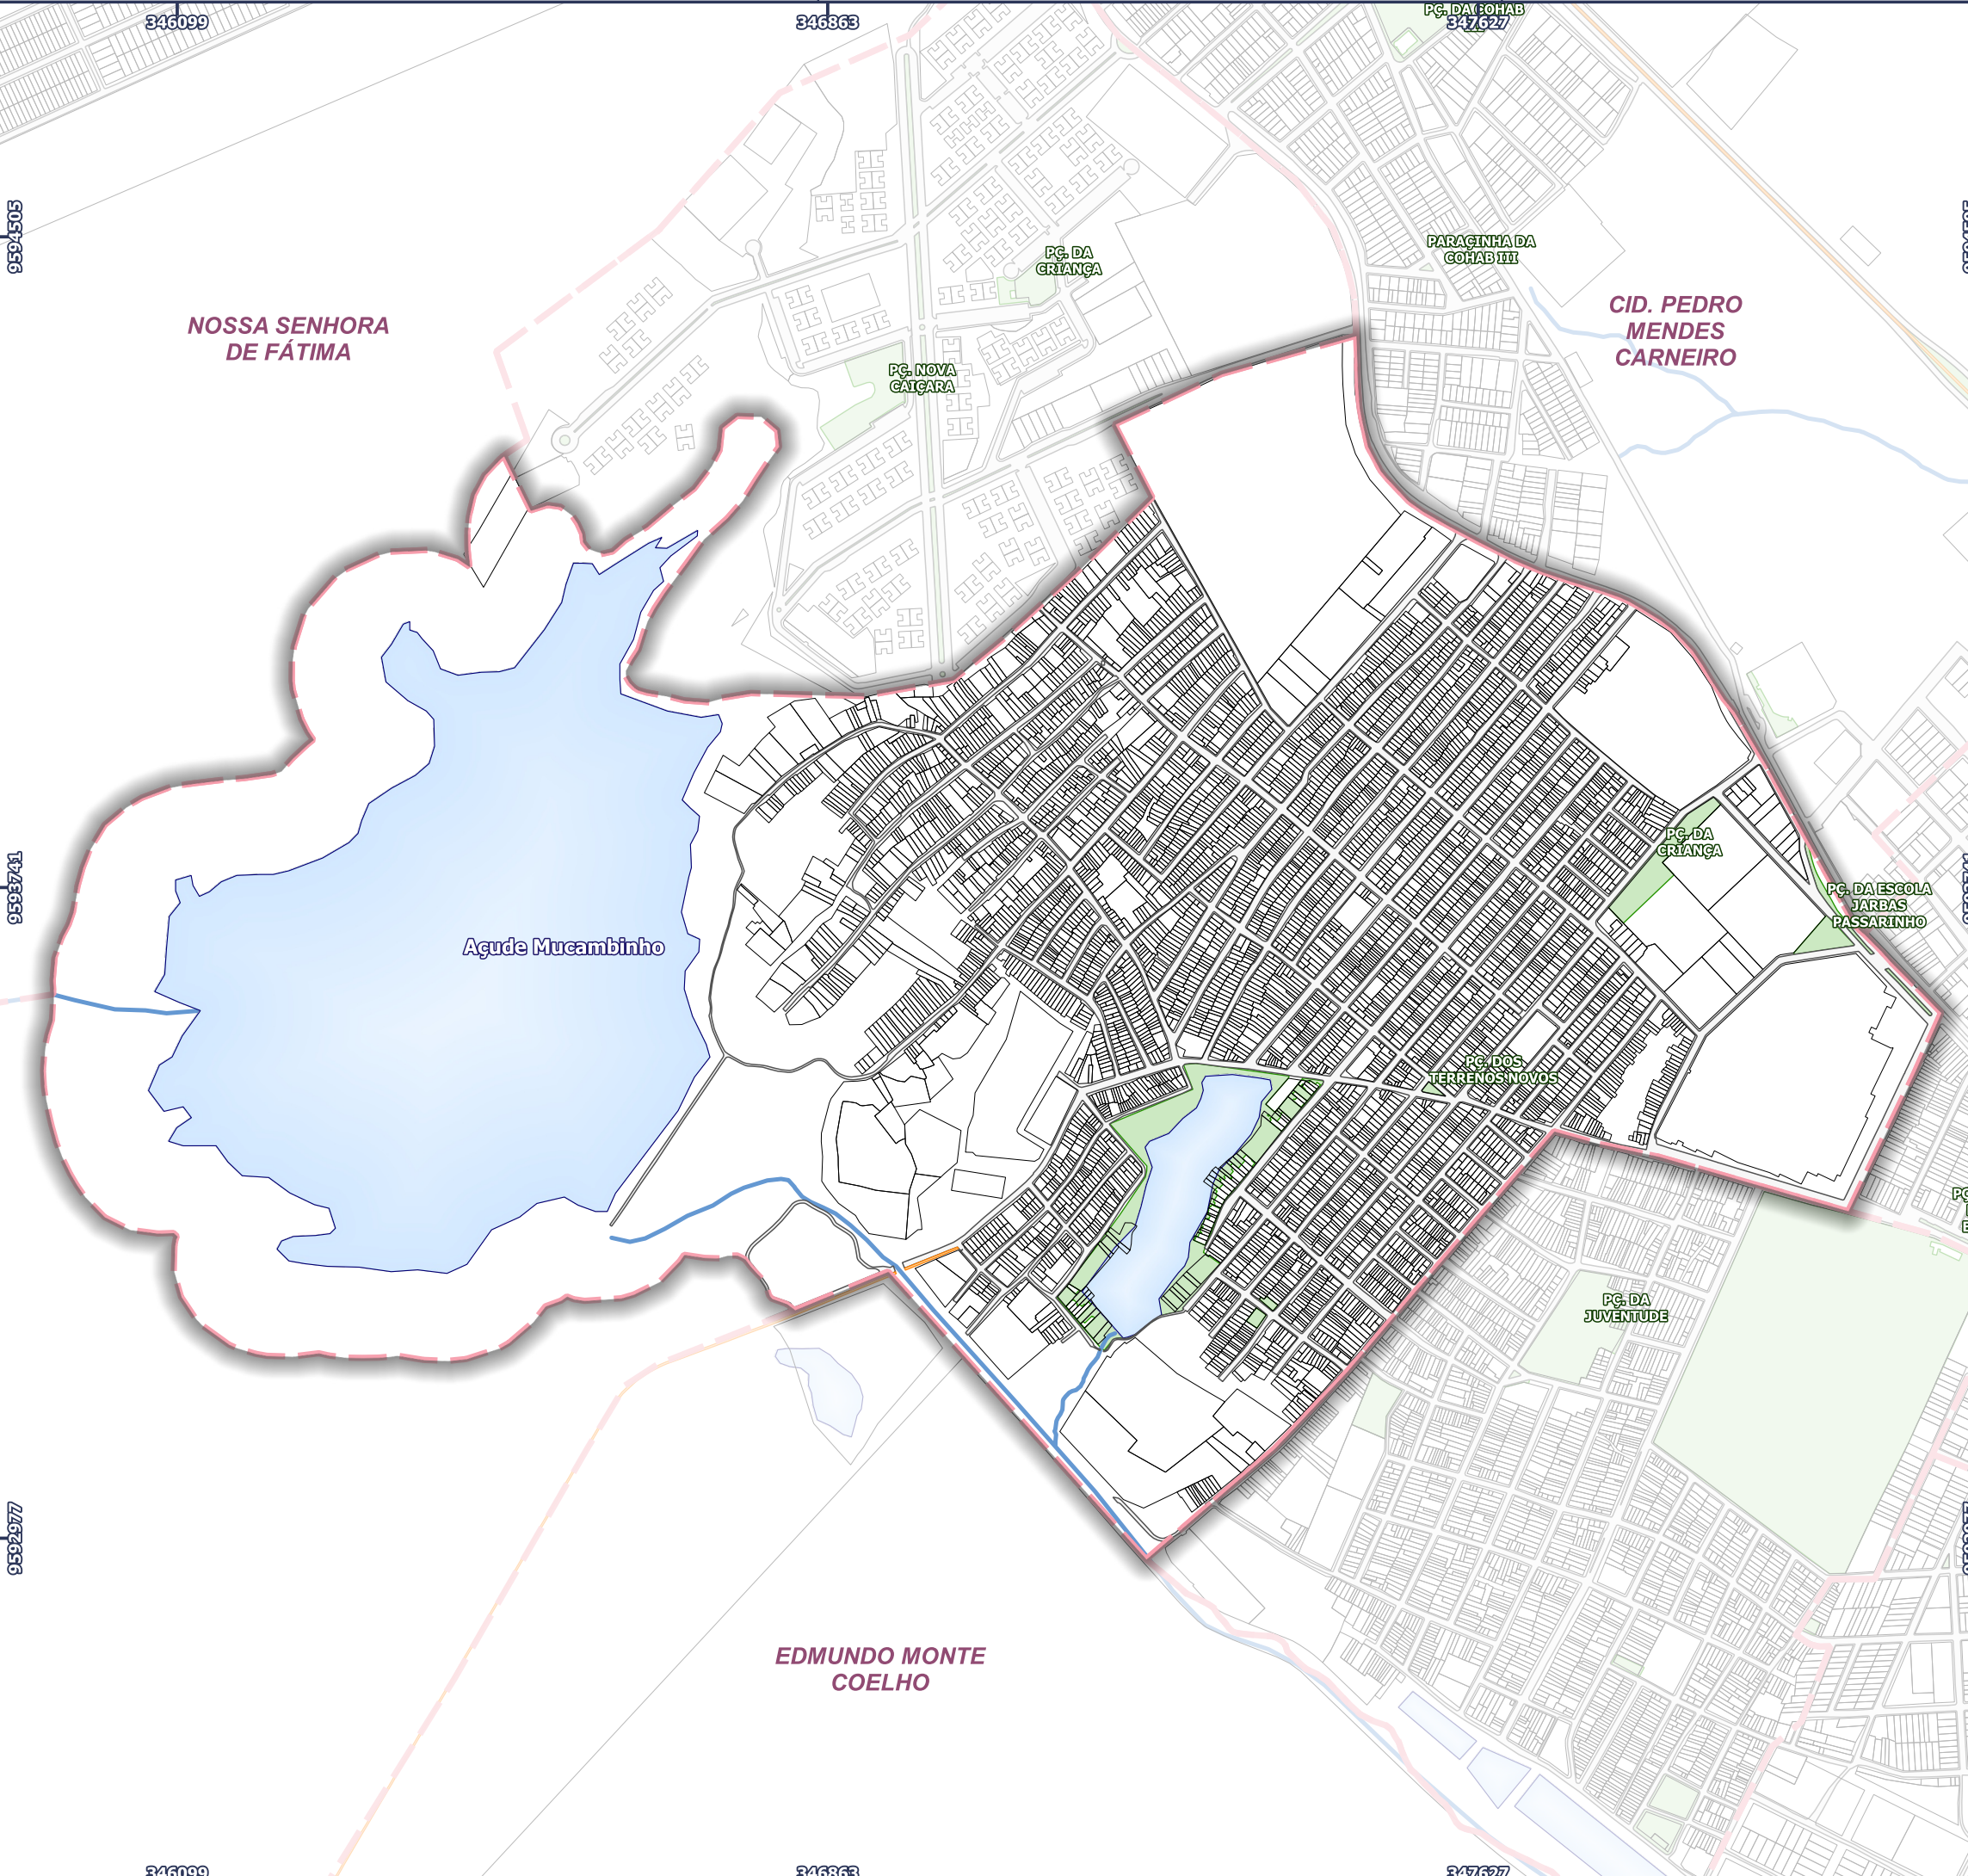 346099
346863
PÇ. DA COHAB
347627
9594505
PÇ. DA
CRIANÇA
PARAÇINHA DA
COHAB III
NOSSA SENHORA
DE FÁTIMA
CID. PEDRO
MENDES
CARNEIRO
PÇ. NOVA
CAIÇARA
9593741
PÇ. DA
CRIANÇA
PÇ. DA ESCOLA
JARBAS
PASSARINHO
Açude Mucambinho
PÇ. DOS
TERRENOS NOVOS
PÇ. DA
JUVENTUDE
9592977
EDMUNDO MONTE
COELHO
346099
346863
347627